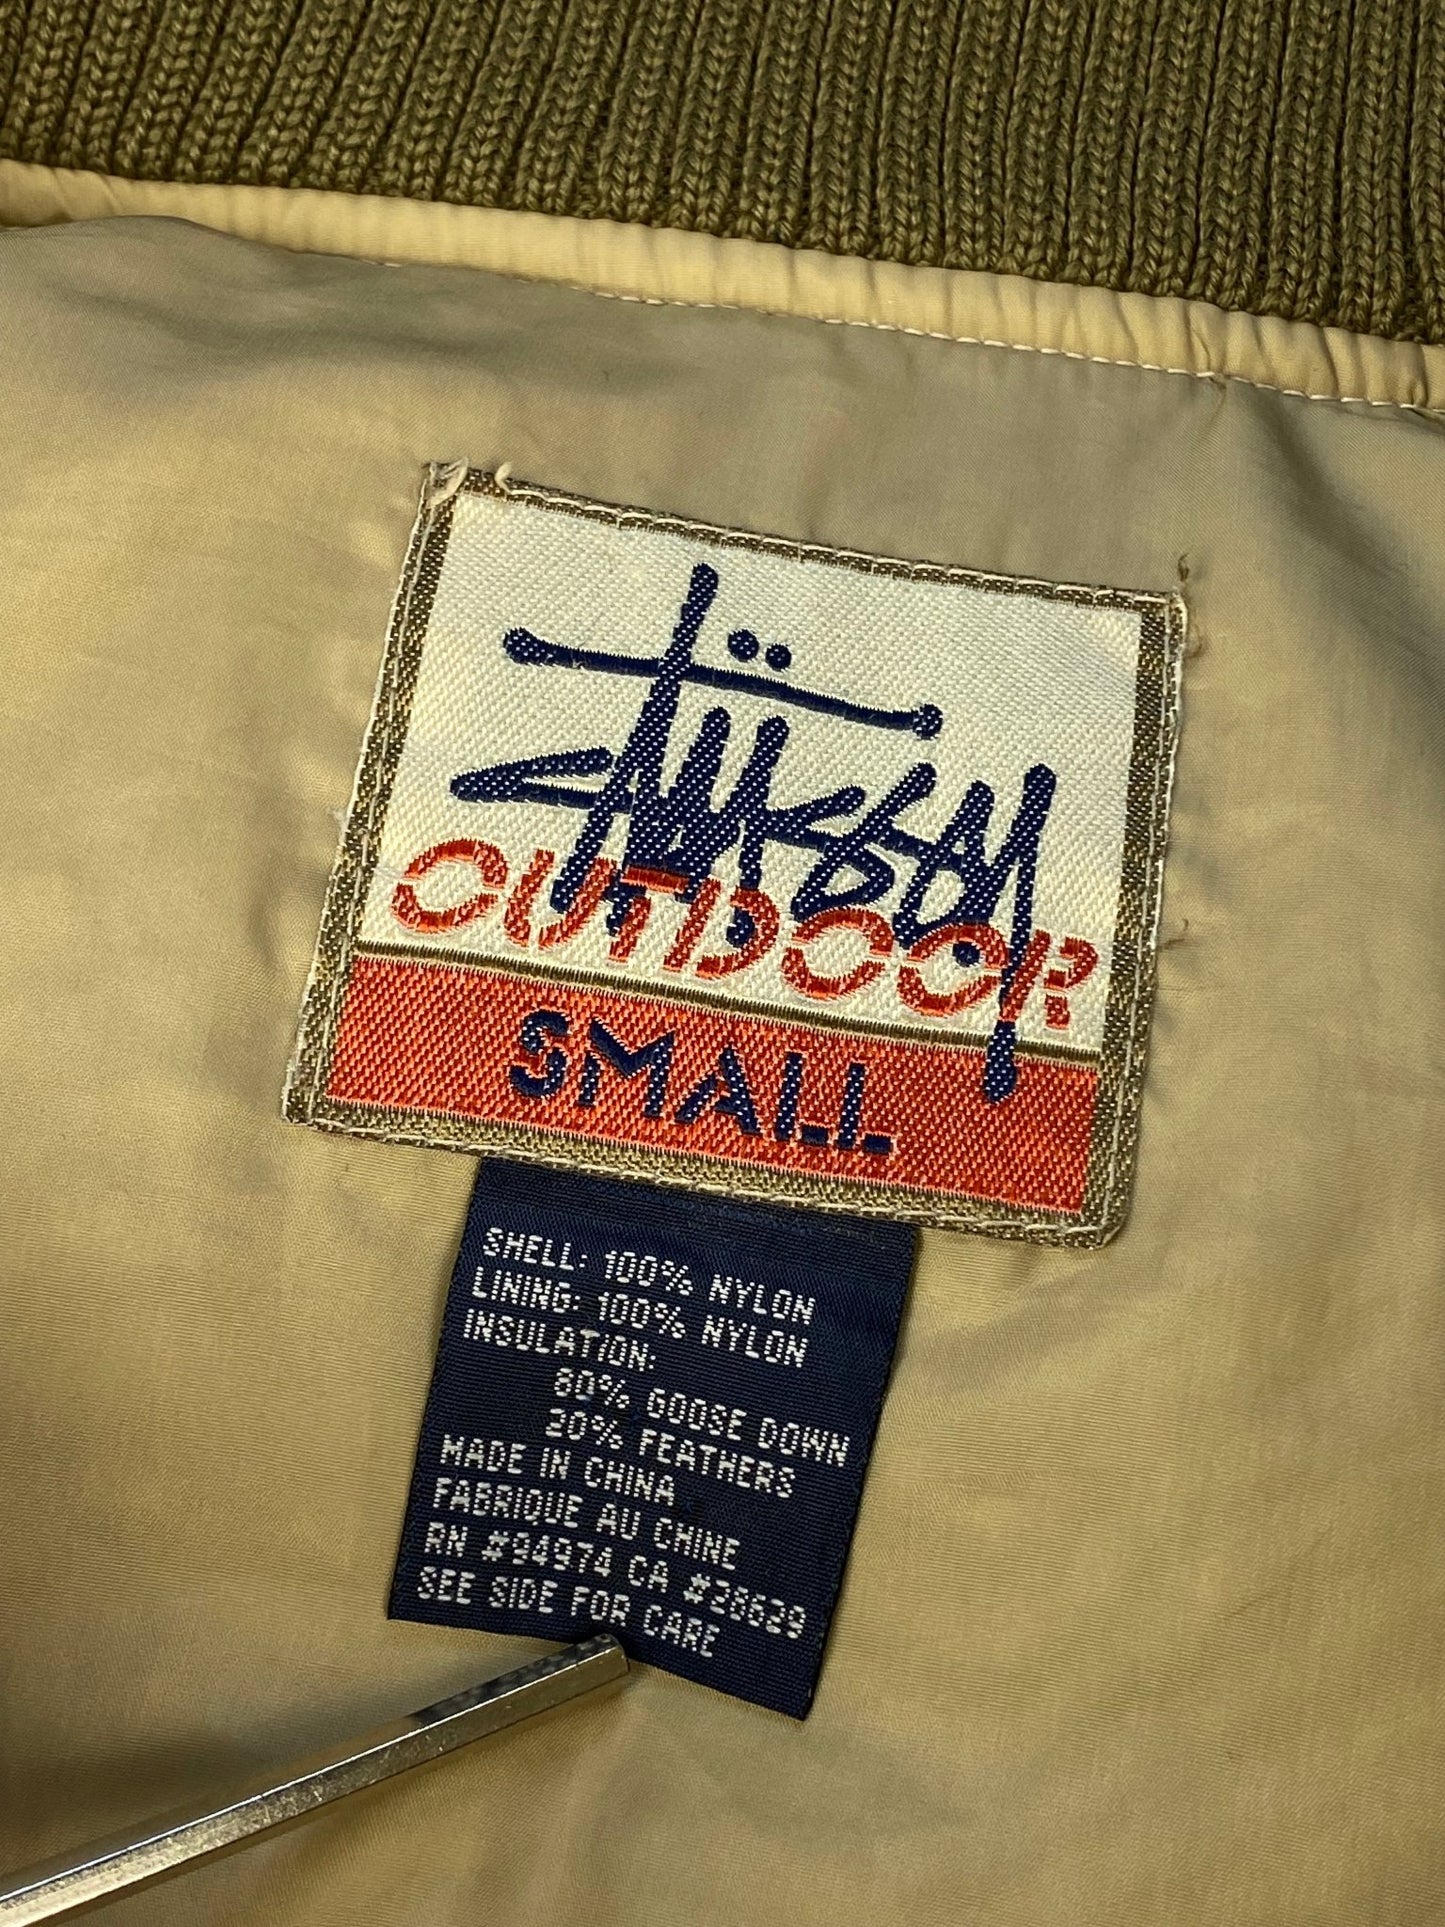 Stüssy
OUTDOOR
SMALL
SHELL: 100% NYLON
LINING: 100% NYLON
INSULATION:
80% GOOSE DOWN
20% FEATHERS
MADE IN CHINA
FABRIQUE AU CHINE
RN #94974 CA #28629
SEE SIDE FOR CARE